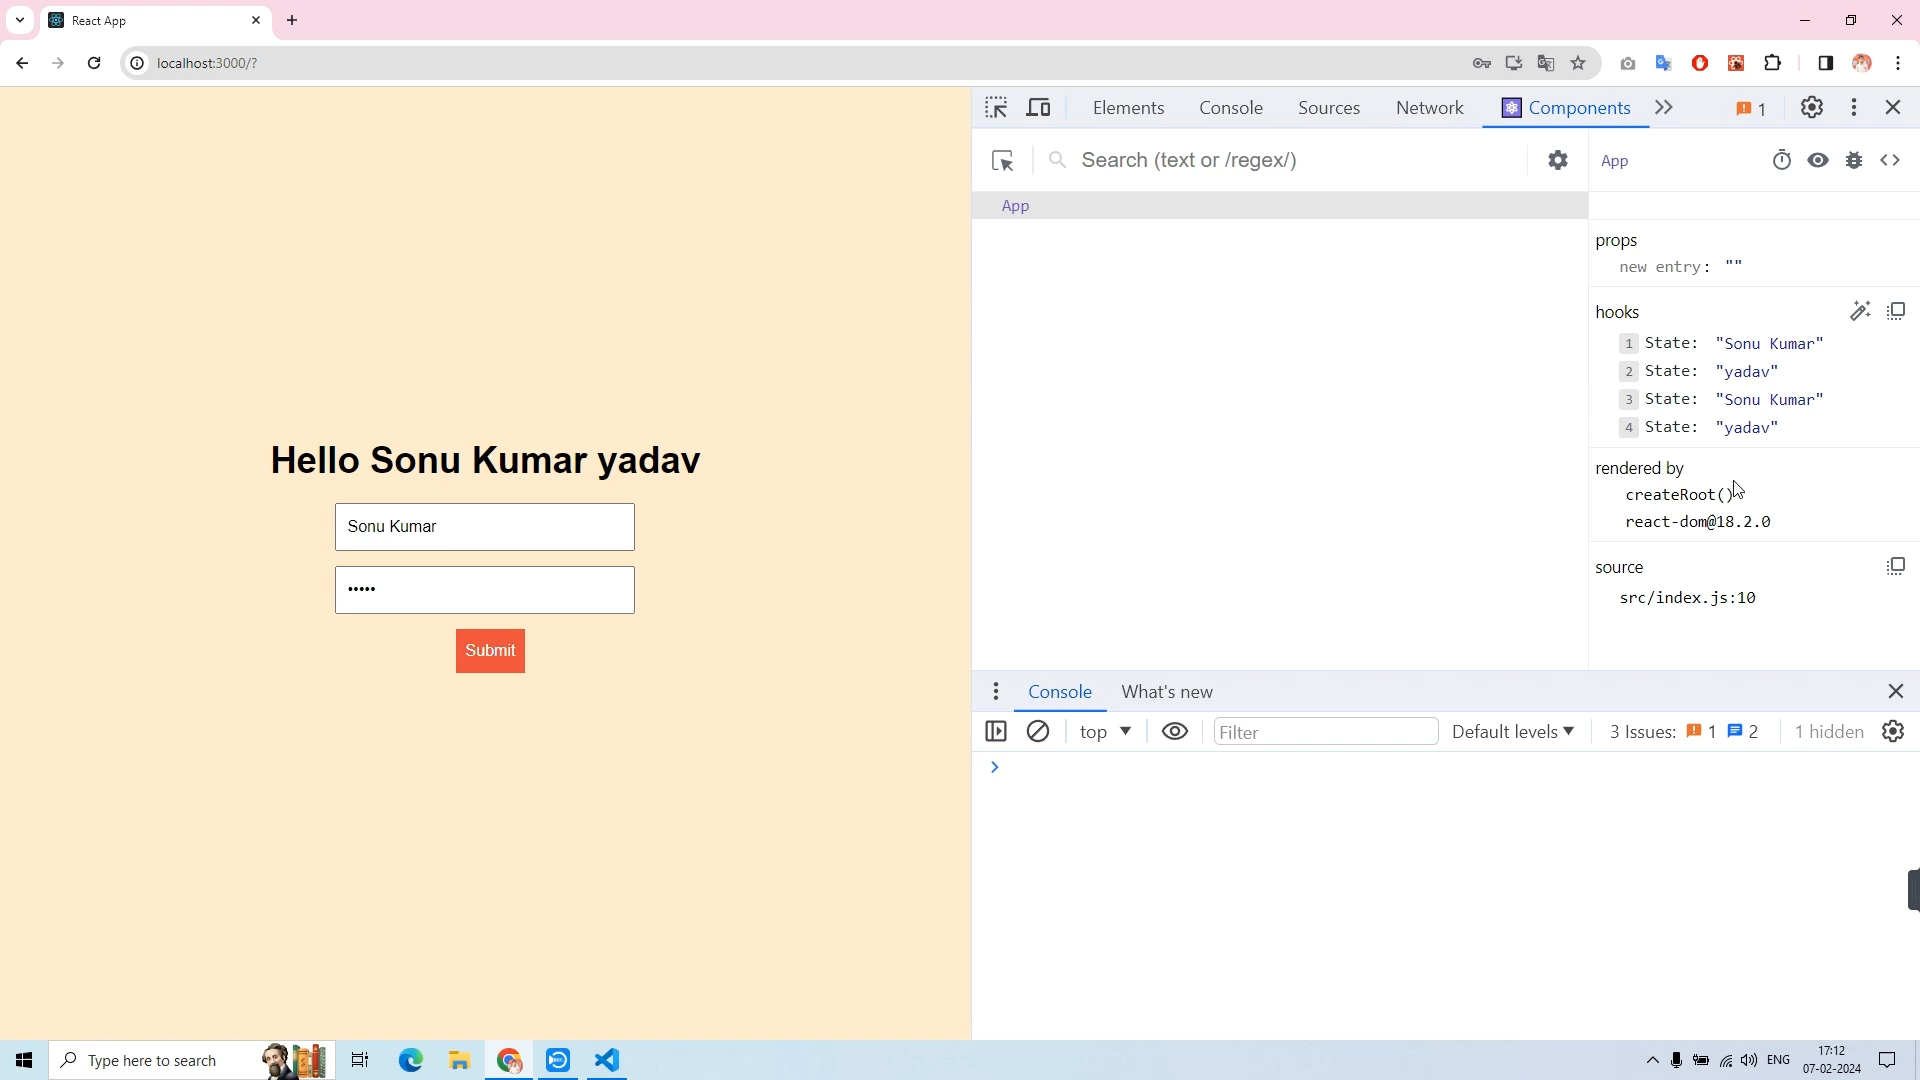 React App
localhost:3000/?
Elements
Console
Sources
Network
Components
1
Search (text or /regex/)
App
App
props
new entry: ""
hooks
1 State: "Sonu Kumar"
2 State: "yadav"
3 State: "Sonu Kumar"
4 State: "yadav"
rendered by
createRoot()
react-dom@18.2.0
source
src/index.js:10
Hello Sonu Kumar yadav
Sonu Kumar
•••••
Submit
Console
What's new
top
Filter
Default levels
3 Issues: 1 2
1 hidden
Type here to search
ENG
17:12
07-02-2024